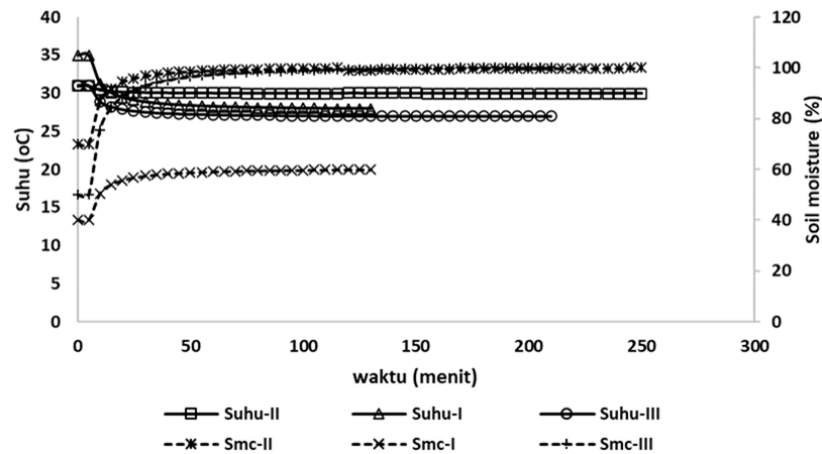 40
35
30
25
20
15
10
5
0
Suhu (oC)
120
100
80
60
40
20
0
Soil moisture (%)
0 50 100 150 200 250 300
waktu (menit)
Suhu-II Suhu-I Suhu-III
Smc-II Smc-I Smc-III